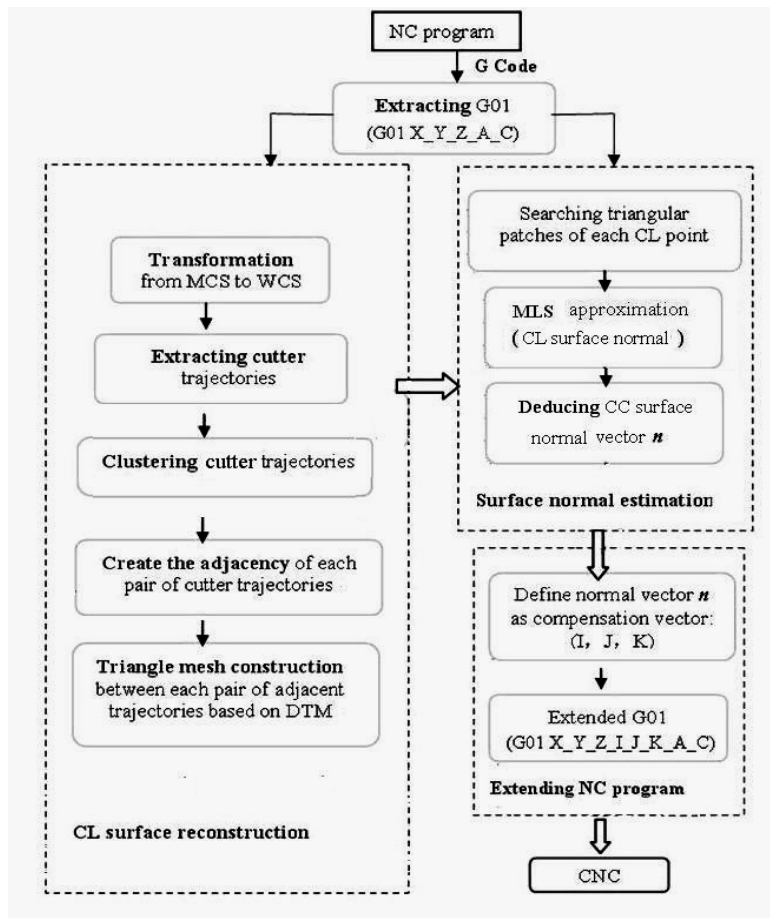 NC program
G Code
Extracting G01
(G01 X_Y_Z_A_C)
Transformation
from MCS to WCS
Extracting cutter
trajectories
Clustering cutter trajectories
Create the adjacency of each
pair of cutter trajectories
Triangle mesh construction
between each pair of adjacent
trajectories based on DTM
CL surface reconstruction
Searching triangular
patches of each CL point
MLS approximation
( CL surface normal )
Deducing CC surface
normal vector n
Surface normal estimation
Define normal vector n
as compensation vector:
(I, J, K)
Extended G01
(G01 X_Y_Z_I_J_K_A_C)
Extending NC program
CNC